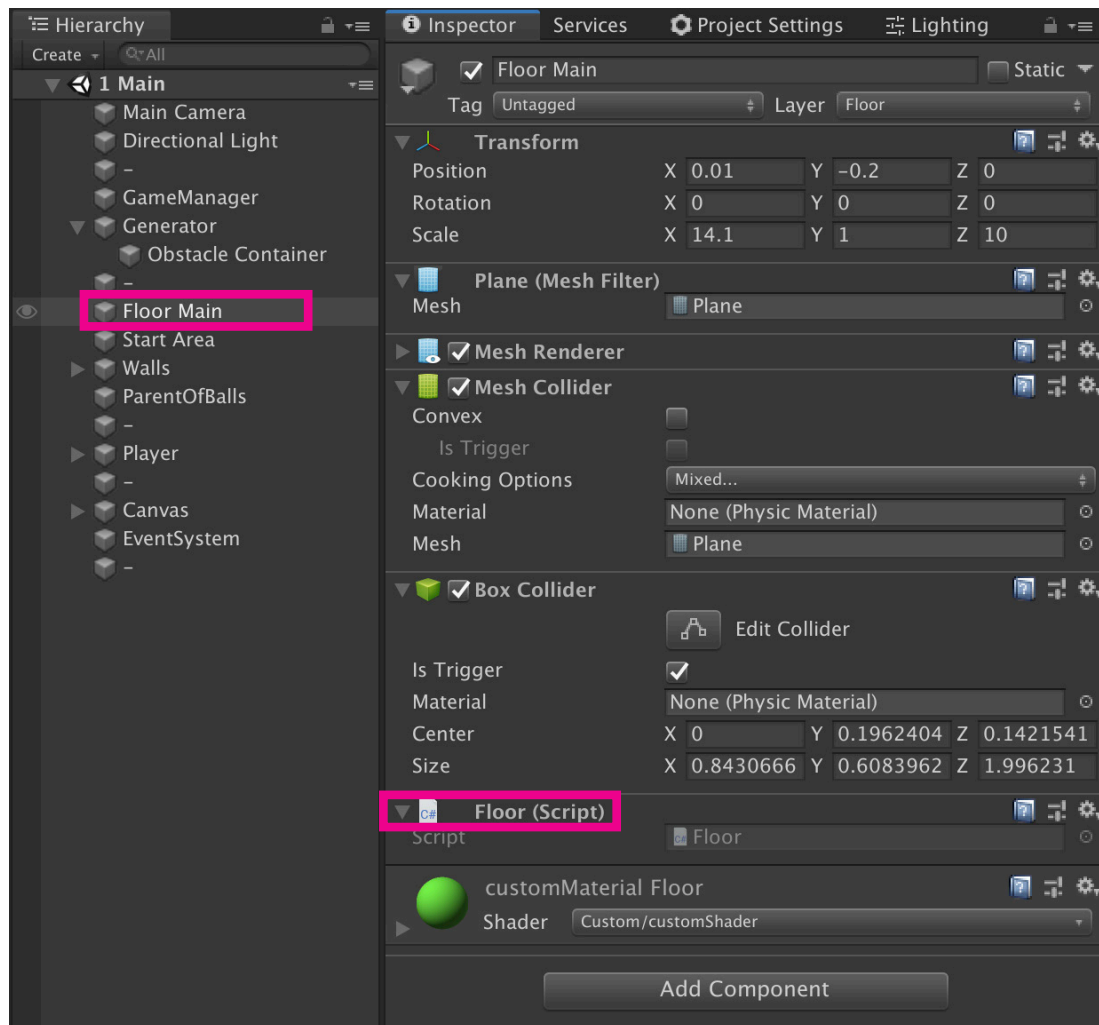 Hierarchy
Create
All
1 Main
Main Camera
Directional Light
–
GameManager
Generator
Obstacle Container
–
Floor Main
Start Area
Walls
ParentOfBalls
–
Player
–
Canvas
EventSystem
–
Inspector Services Project Settings Lighting
Floor Main Static
Tag Untagged Layer Floor
Transform
Position X 0.01 Y -0.2 Z 0
Rotation X 0 Y 0 Z 0
Scale X 14.1 Y 1 Z 10
Plane (Mesh Filter)
Mesh Plane
Mesh Renderer
Mesh Collider
Convex
Is Trigger
Cooking Options Mixed...
Material None (Physic Material)
Mesh Plane
Box Collider
Edit Collider
Is Trigger
Material None (Physic Material)
Center X 0 Y 0.1962404 Z 0.1421541
Size X 0.8430666 Y 0.6083962 Z 1.996231
C# Floor (Script)
Script Floor
customMaterial Floor
Shader Custom/customShader
Add Component